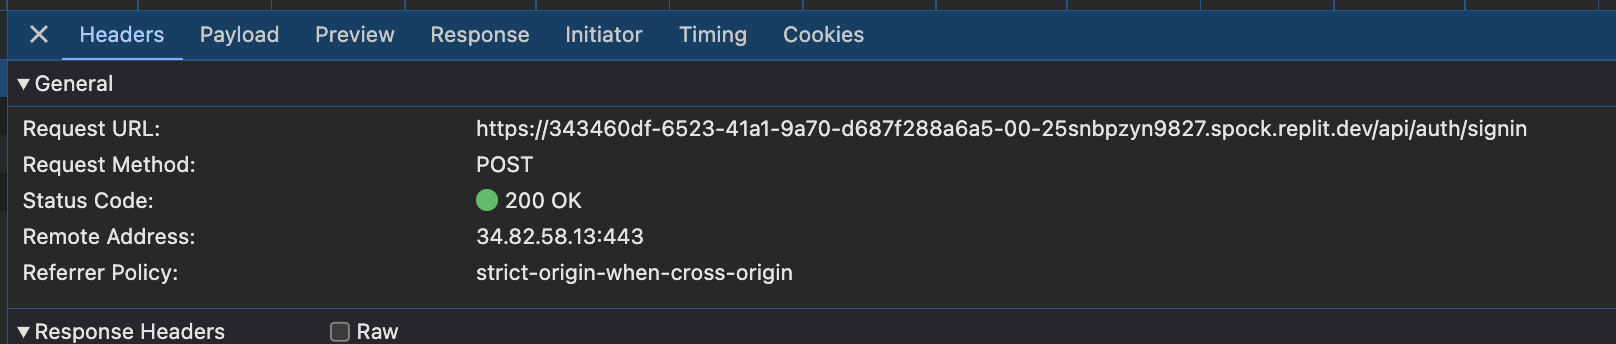 Headers Payload Preview Response Initiator Timing Cookies
General
Request URL: https://343460df-6523-41a1-9a70-d687f288a6a5-00-25snbpzyn9827.spock.replit.dev/api/auth/signin
Request Method: POST
Status Code: 200 OK
Remote Address: 34.82.58.13:443
Referrer Policy: strict-origin-when-cross-origin
Response Headers Raw